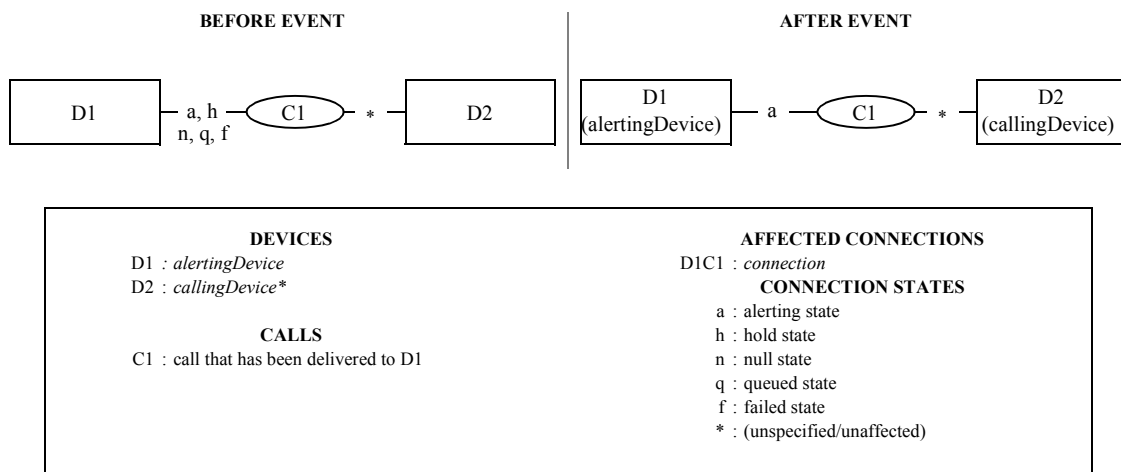 BEFORE EVENT
AFTER EVENT
D1
a, h
n, q, f
C1
*
D2
D1
(alertingDevice)
a
C1
*
D2
(callingDevice)
DEVICES
D1 : alertingDevice
D2 : callingDevice*
CALLS
C1 : call that has been delivered to D1
AFFECTED CONNECTIONS
D1C1 : connection
CONNECTION STATES
a : alerting state
h : hold state
n : null state
q : queued state
f : failed state
* : (unspecified/unaffected)